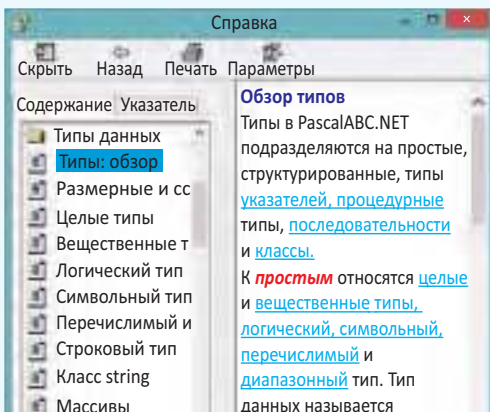 Справка
Скрыть Назад Печать Параметры
Содержание Указатель
Типы данных
Типы: обзор
Размерные и сс
Целые типы
Вещественные т
Логический тип
Символьный тип
Перечислимый и
Строковый тип
Класс string
Массивы
Обзор типов
Типы в PascalABC.NET
подразделяются на простые,
структурированные, типы
указателей, процедурные
типы, последовательности
и классы.
К простым относятся целые
и вещественные типы,
логический, символьный,
перечислимый и
диапазонный тип. Тип
данных называется